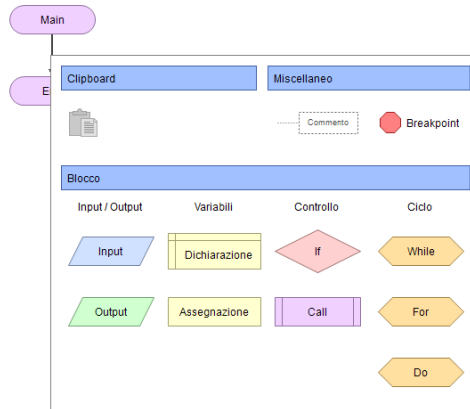 Main
E
Clipboard Miscellaneo
Commento Breakpoint
Blocco
Input / Output Variabili Controllo Ciclo
Input Dichiarazione If While
Output Assegnazione Call For
Do